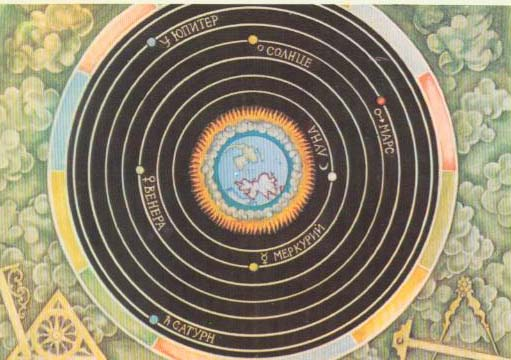 ♃ ЮПИТЕР
☉ СОЛНЦЕ
♂ МАРС
☾ ЛУНА
♀ ВЕНЕРА
☿ МЕРКУРИЙ
♄ САТУРН